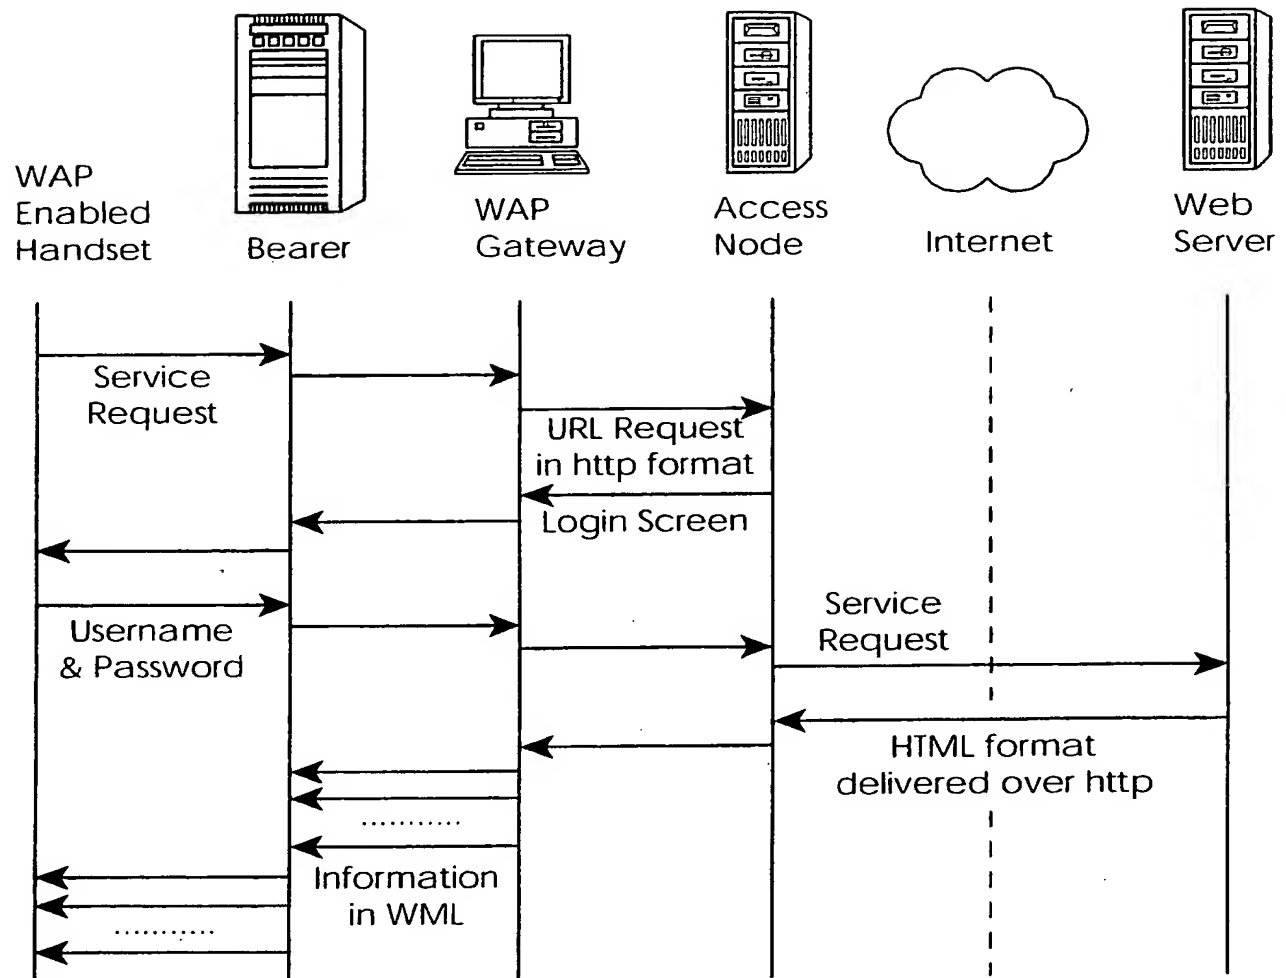 WAP
Enabled
Handset
Bearer
WAP
Gateway
Access
Node
Internet
Web
Server
Service
Request
URL Request
in http format
Login Screen
Username
& Password
Service
Request
HTML format
delivered over http
...........
Information
in WML
...........